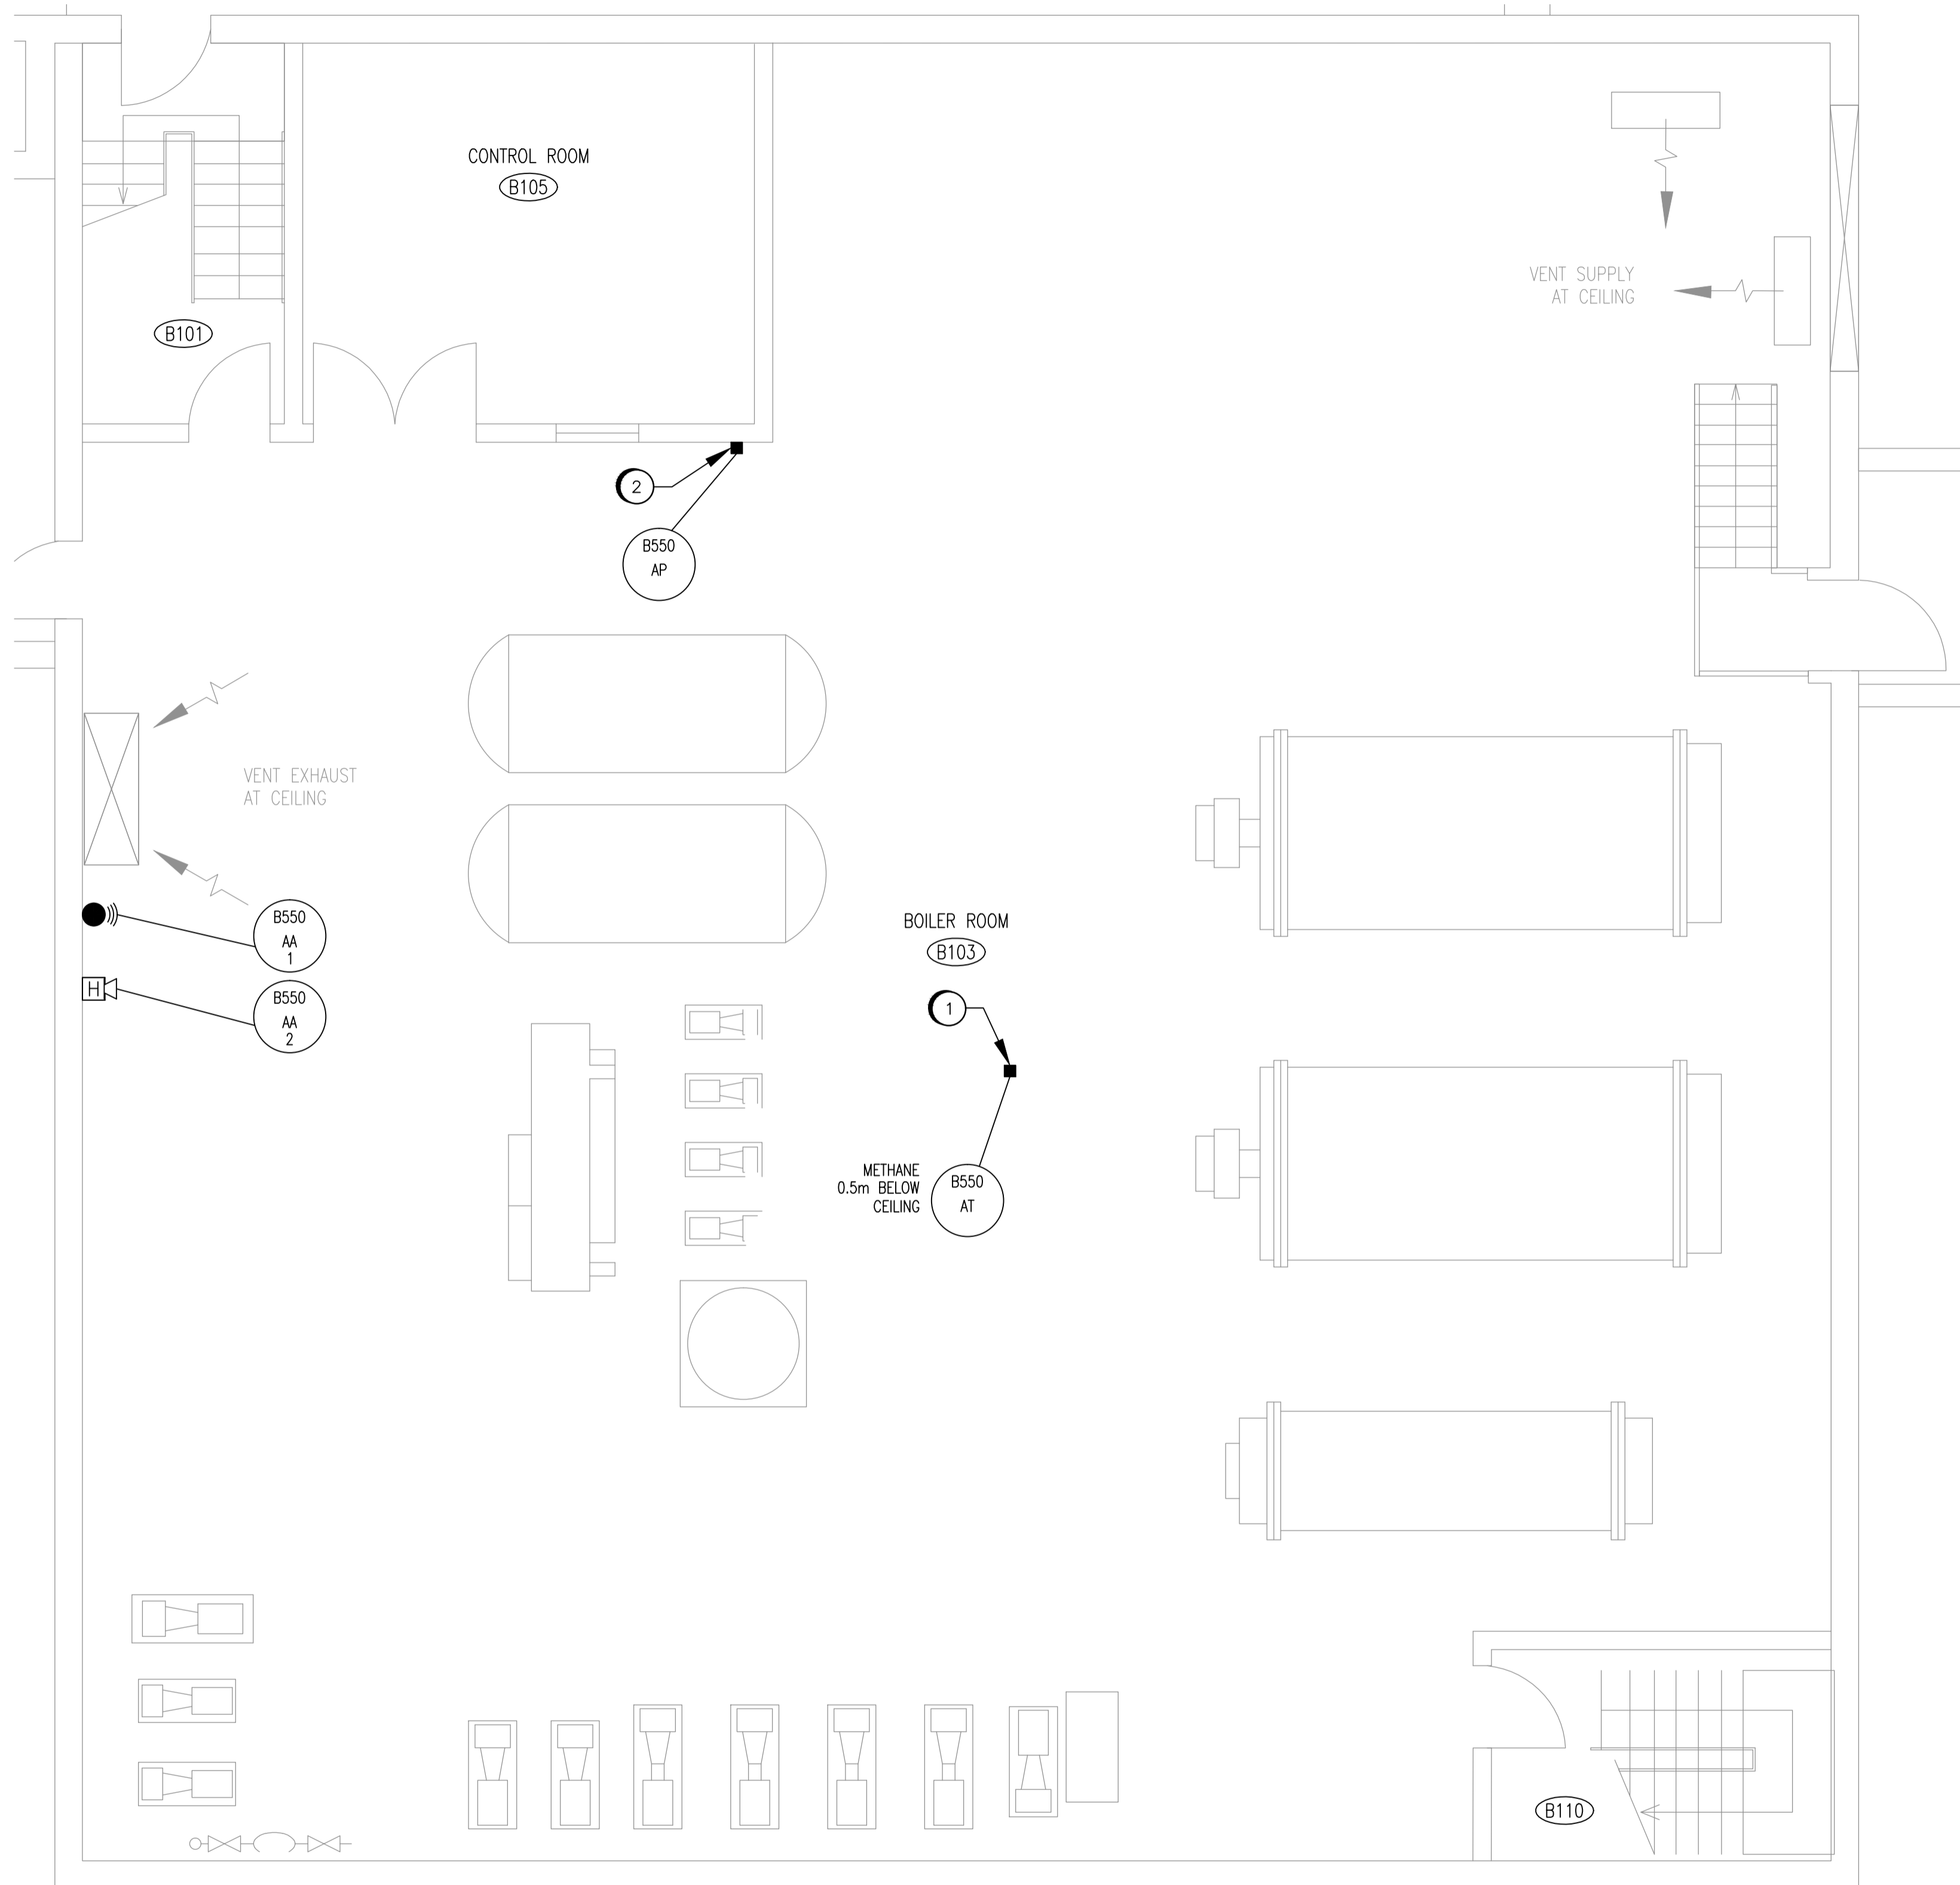 CONTROL ROOM
B105
VENT SUPPLY
AT CEILING
B101
2
B550
AP
VENT EXHAUST
AT CEILING
B550
AA
1
BOILER ROOM
B103
H
B550
AA
2
1
METHANE
0.5m BELOW
CEILING
B550
AT
B110